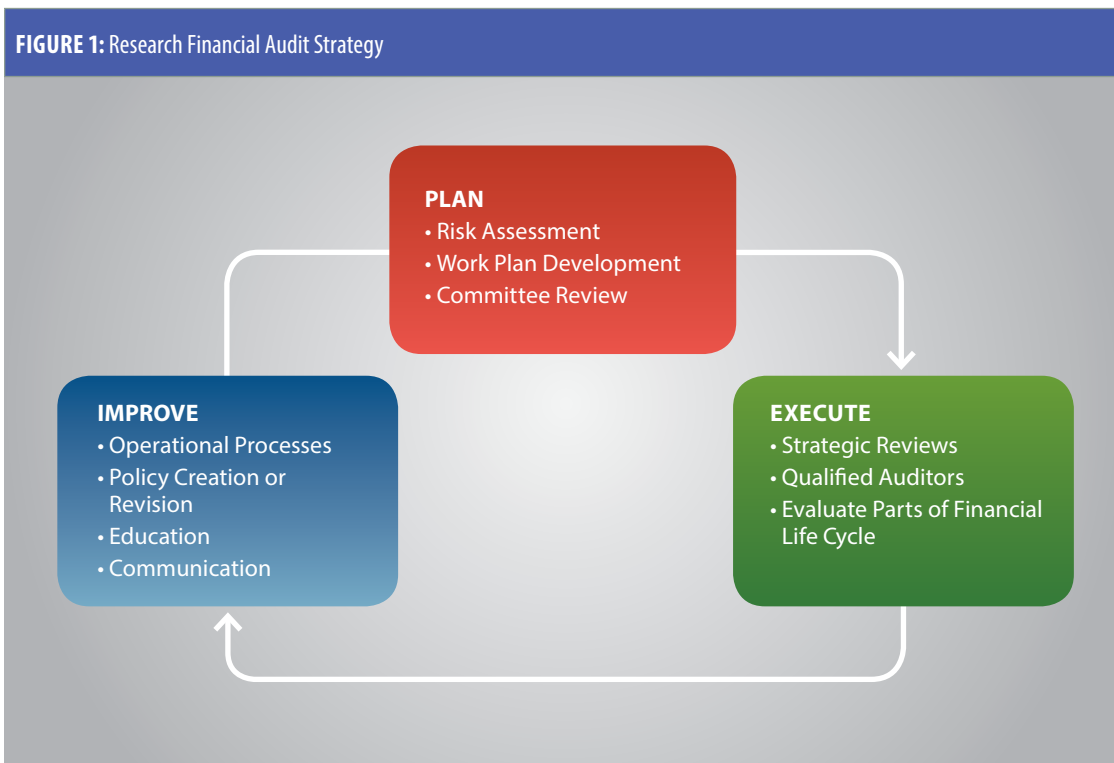 FIGURE 1: Research Financial Audit Strategy
PLAN
• Risk Assessment
• Work Plan Development
• Committee Review
IMPROVE
• Operational Processes
• Policy Creation or
Revision
• Education
• Communication
EXECUTE
• Strategic Reviews
• Qualified Auditors
• Evaluate Parts of Financial
Life Cycle